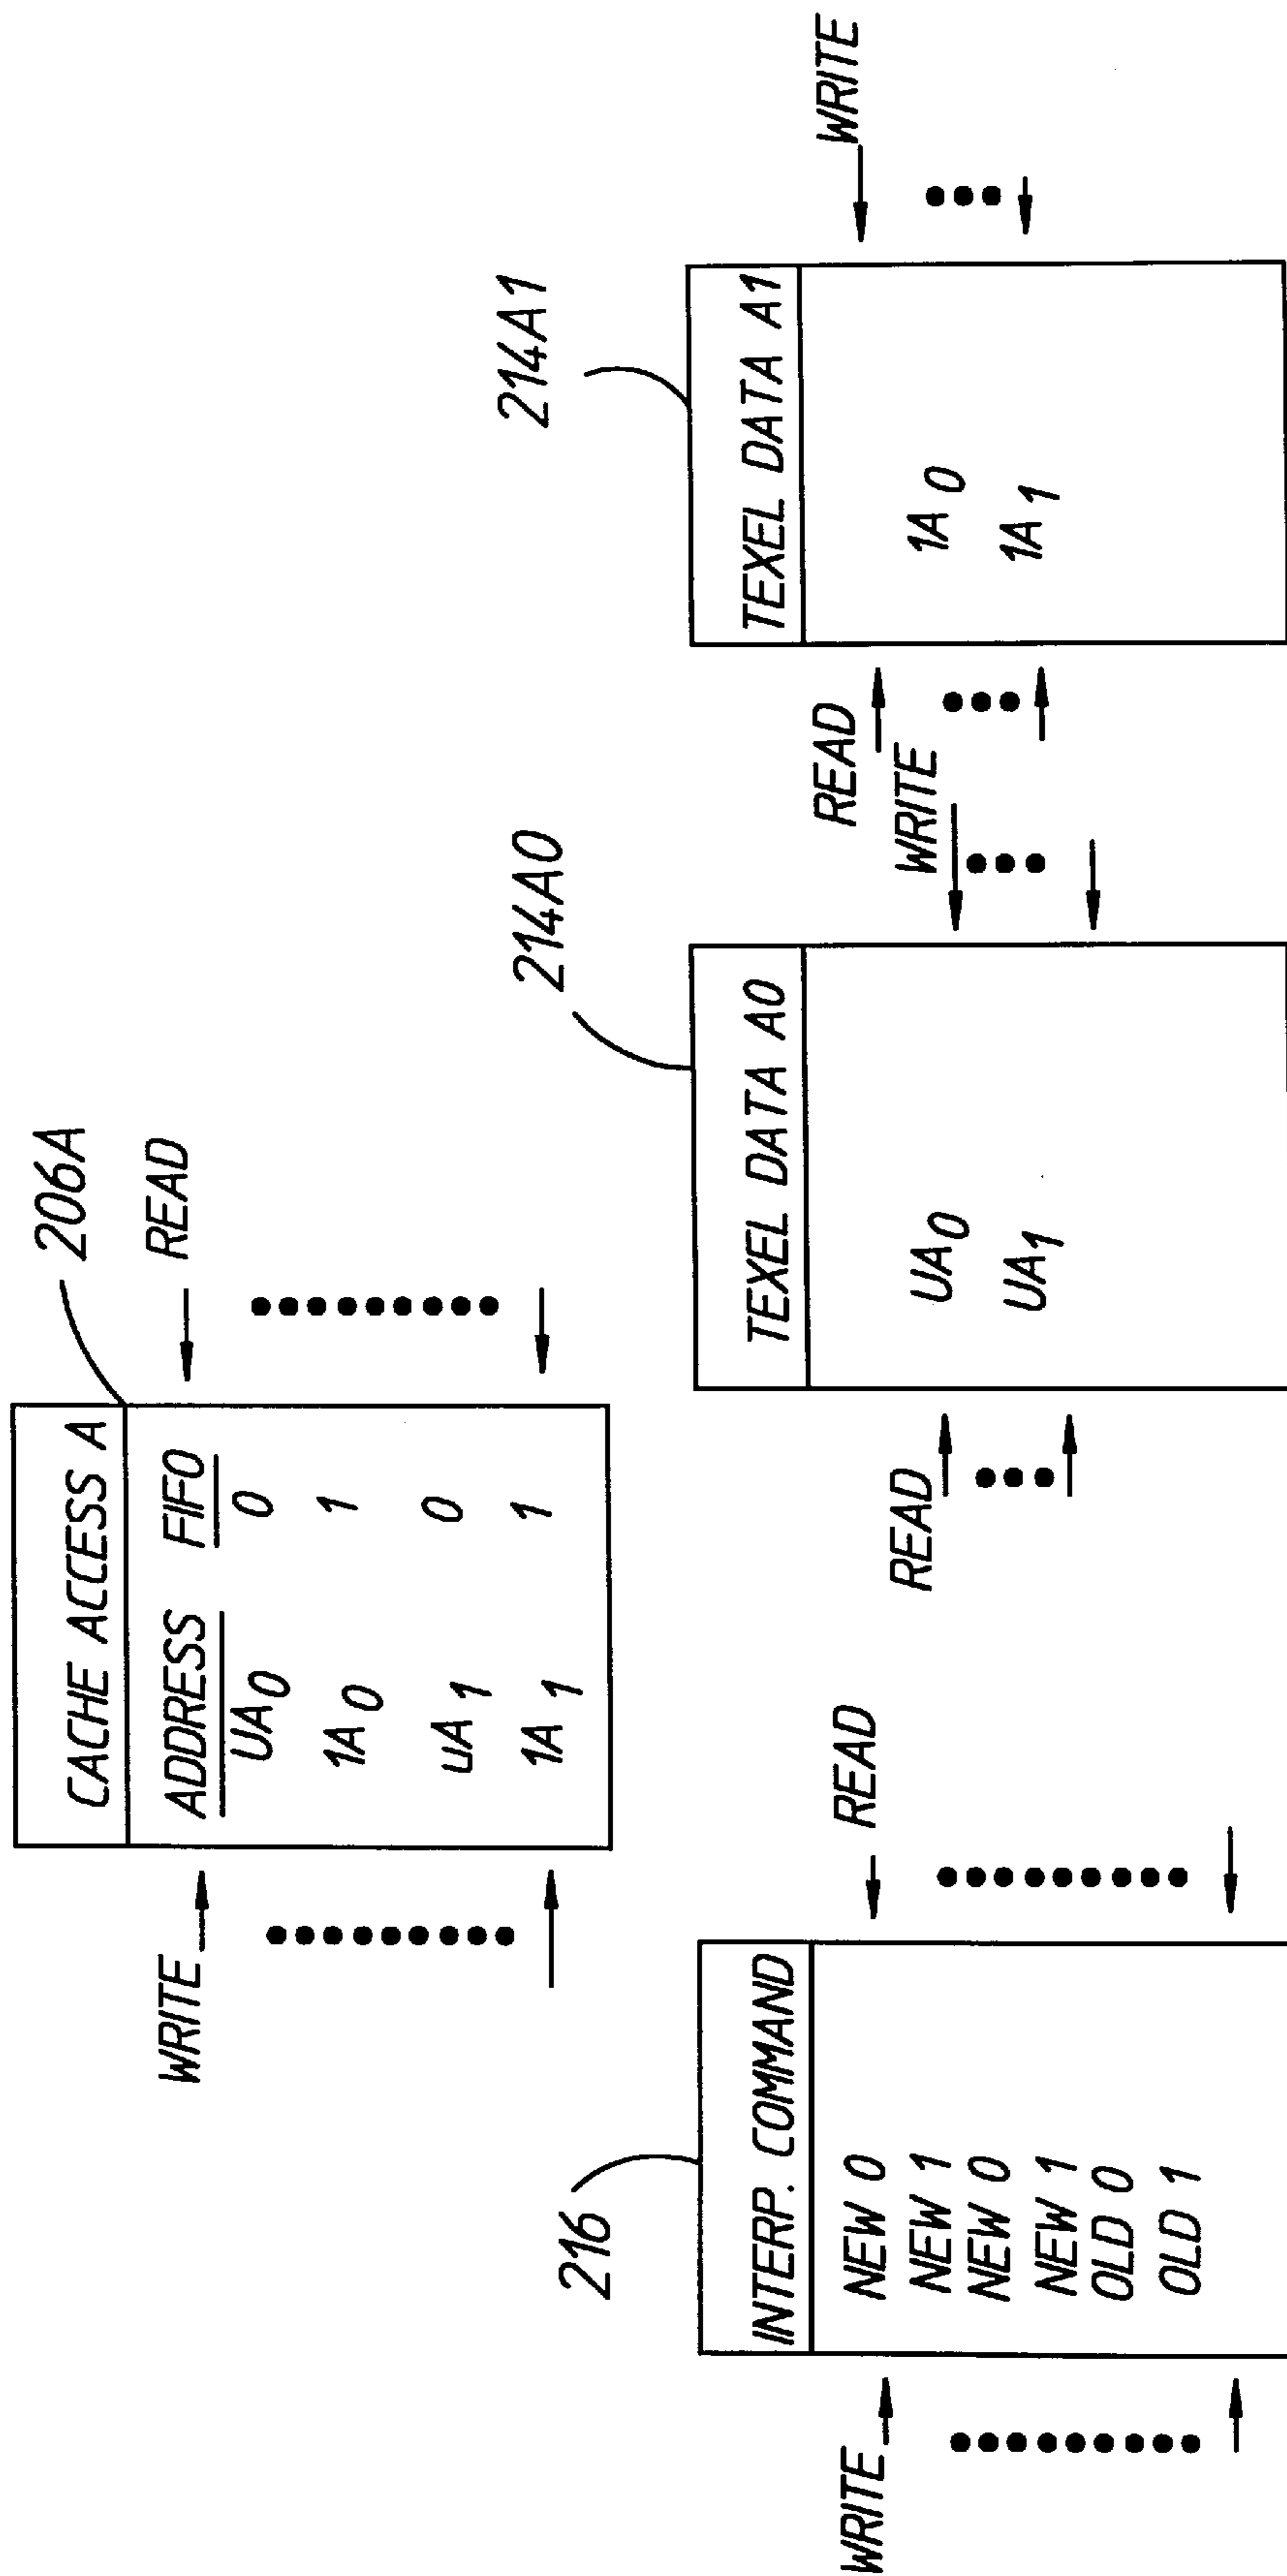 206A
CACHE ACCESS A
WRITE
READ
ADDRESS FIFO
UA0 0
1A0 1
uA1 0
1A1 1
216
214A0
214A1
INTERP. COMMAND
WRITE
READ
NEW 0
NEW 1
NEW 0
NEW 1
OLD 0
OLD 1
TEXEL DATA A0
READ
WRITE
UA0
UA1
TEXEL DATA A1
READ
WRITE
1A0
1A1